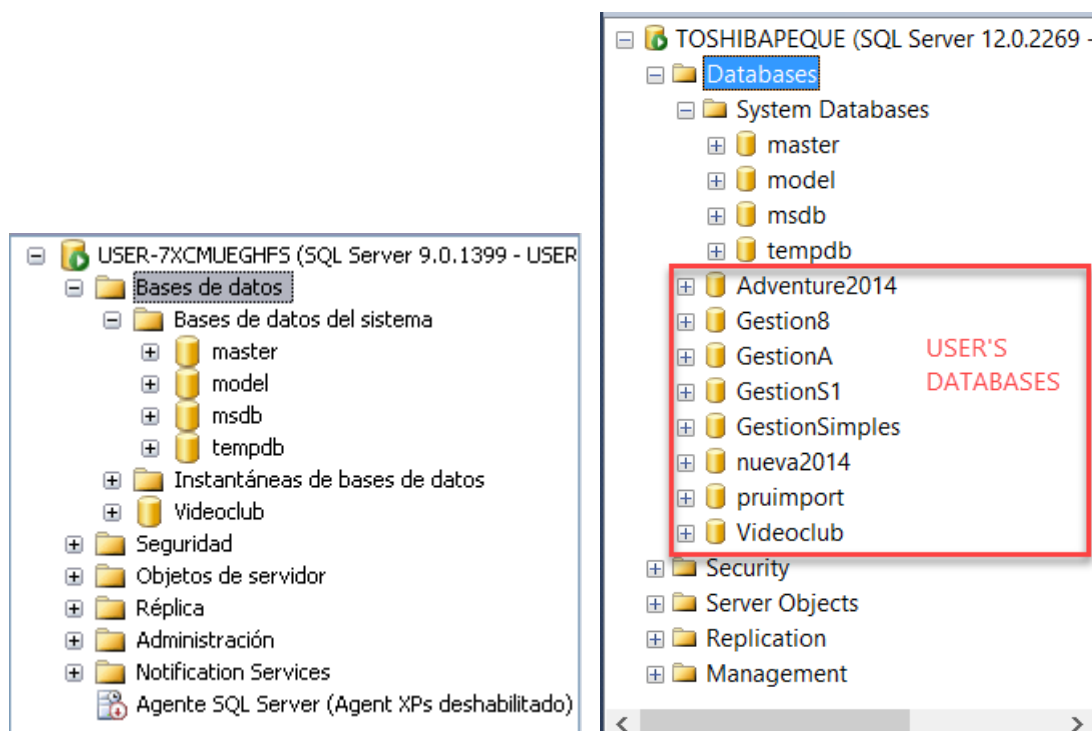 USER-7XCMUEGHFS (SQL Server 9.0.1399 - USER
Bases de datos
Bases de datos del sistema
master
model
msdb
tempdb
Instantáneas de bases de datos
Videoclub
Seguridad
Objetos de servidor
Réplica
Administración
Notification Services
Agente SQL Server (Agent XPs deshabilitado)
TOSHIBAPEQUE (SQL Server 12.0.2269 -
Databases
System Databases
master
model
msdb
tempdb
Adventure2014
Gestion8
GestionA
GestionS1
GestionSimples
nueva2014
pruimport
Videoclub
USER'S
DATABASES
Security
Server Objects
Replication
Management